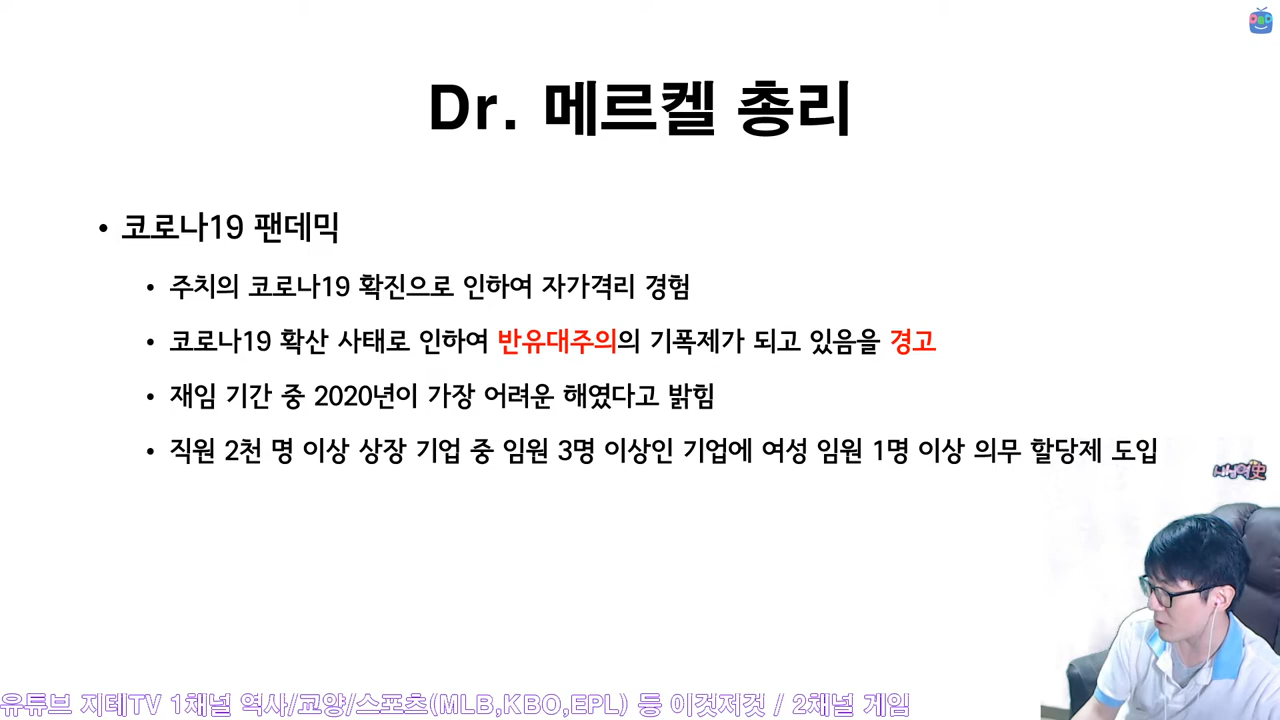 Dr. 메르켈 총리
• 코로나19 팬데믹
• 주치의 코로나19 확진으로 인하여 자가격리 경험
• 코로나19 확산 사태로 인하여 반유대주의의 기폭제가 되고 있음을 경고
• 재임 기간 중 2020년이 가장 어려운 해였다고 밝힘
• 직원 2천 명 이상 상장 기업 중 임원 3명 이상인 기업에 여성 임원 1명 이상 의무 할당제 도입
유튜브 지테TV 1채널 역사/교양/스포츠(MLB,KBO,EPL) 등 이것저것 / 2채널 게임